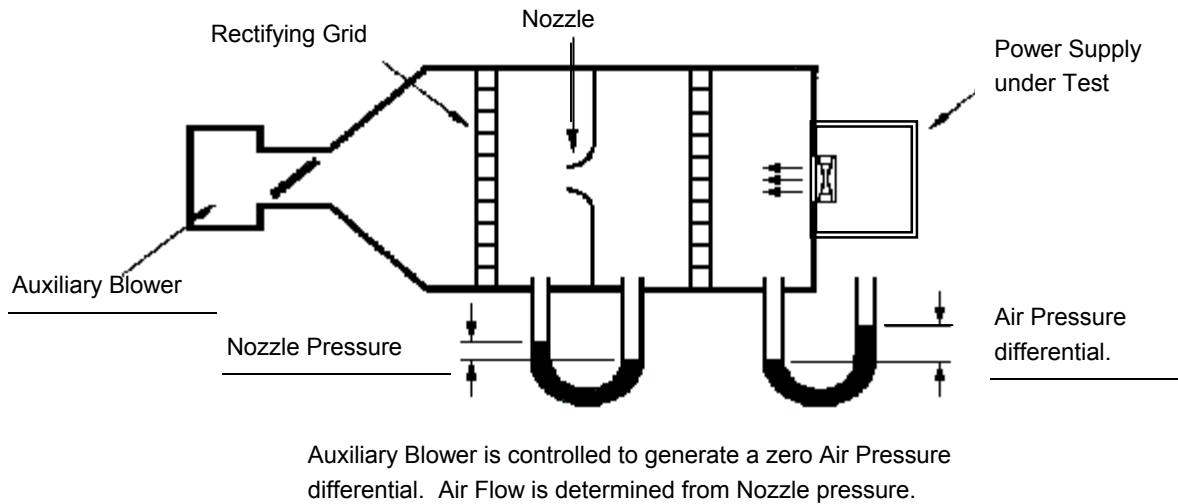 Nozzle
Rectifying Grid
Power Supply
under Test
Auxiliary Blower
Nozzle Pressure
Air Pressure
differential.
Auxiliary Blower is controlled to generate a zero Air Pressure
differential. Air Flow is determined from Nozzle pressure.